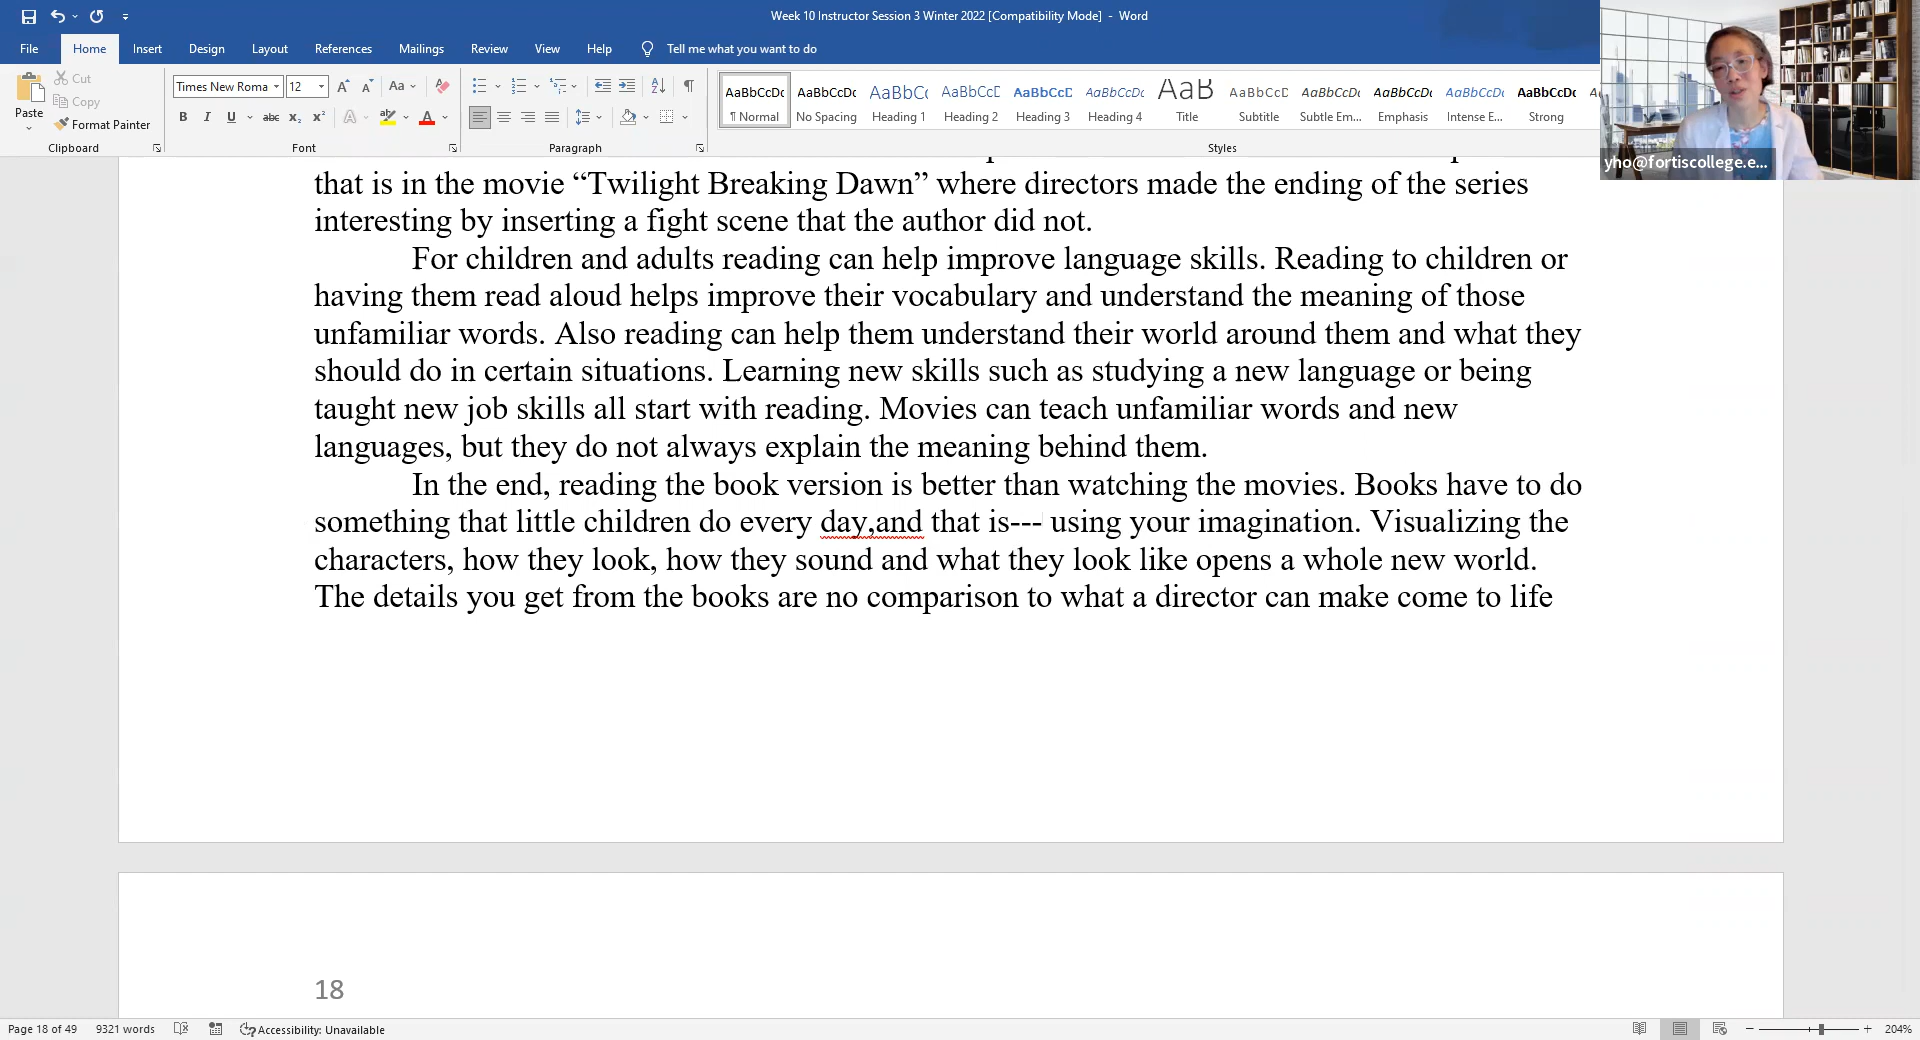 Week 10 Instructor Session 3 Winter 2022 [Compatibility Mode] - Word
File Home Insert Design Layout References Mailings Review View Help Tell me what you want to do
Paste
Cut
Copy
Format Painter
Clipboard
Times New Roma 12
Font
Paragraph
AaBbCcDc AaBbCcDc AaBbC( AaBbCcD AaBbCcD AaBbCcDc AaB AaBbCcD AaBbCcDc AaBbCcDc AaBbCcDc AaBbCcDc
¶ Normal No Spacing Heading 1 Heading 2 Heading 3 Heading 4 Title Subtitle Subtle Em... Emphasis Intense E... Strong
Styles
yho@fortiscollege.e...
that is in the movie “Twilight Breaking Dawn” where directors made the ending of the series
interesting by inserting a fight scene that the author did not.
For children and adults reading can help improve language skills. Reading to children or
having them read aloud helps improve their vocabulary and understand the meaning of those
unfamiliar words. Also reading can help them understand their world around them and what they
should do in certain situations. Learning new skills such as studying a new language or being
taught new job skills all start with reading. Movies can teach unfamiliar words and new
languages, but they do not always explain the meaning behind them.
In the end, reading the book version is better than watching the movies. Books have to do
something that little children do every day,and that is--- using your imagination. Visualizing the
characters, how they look, how they sound and what they look like opens a whole new world.
The details you get from the books are no comparison to what a director can make come to life
18
Page 18 of 49 9321 words Accessibility: Unavailable 204%